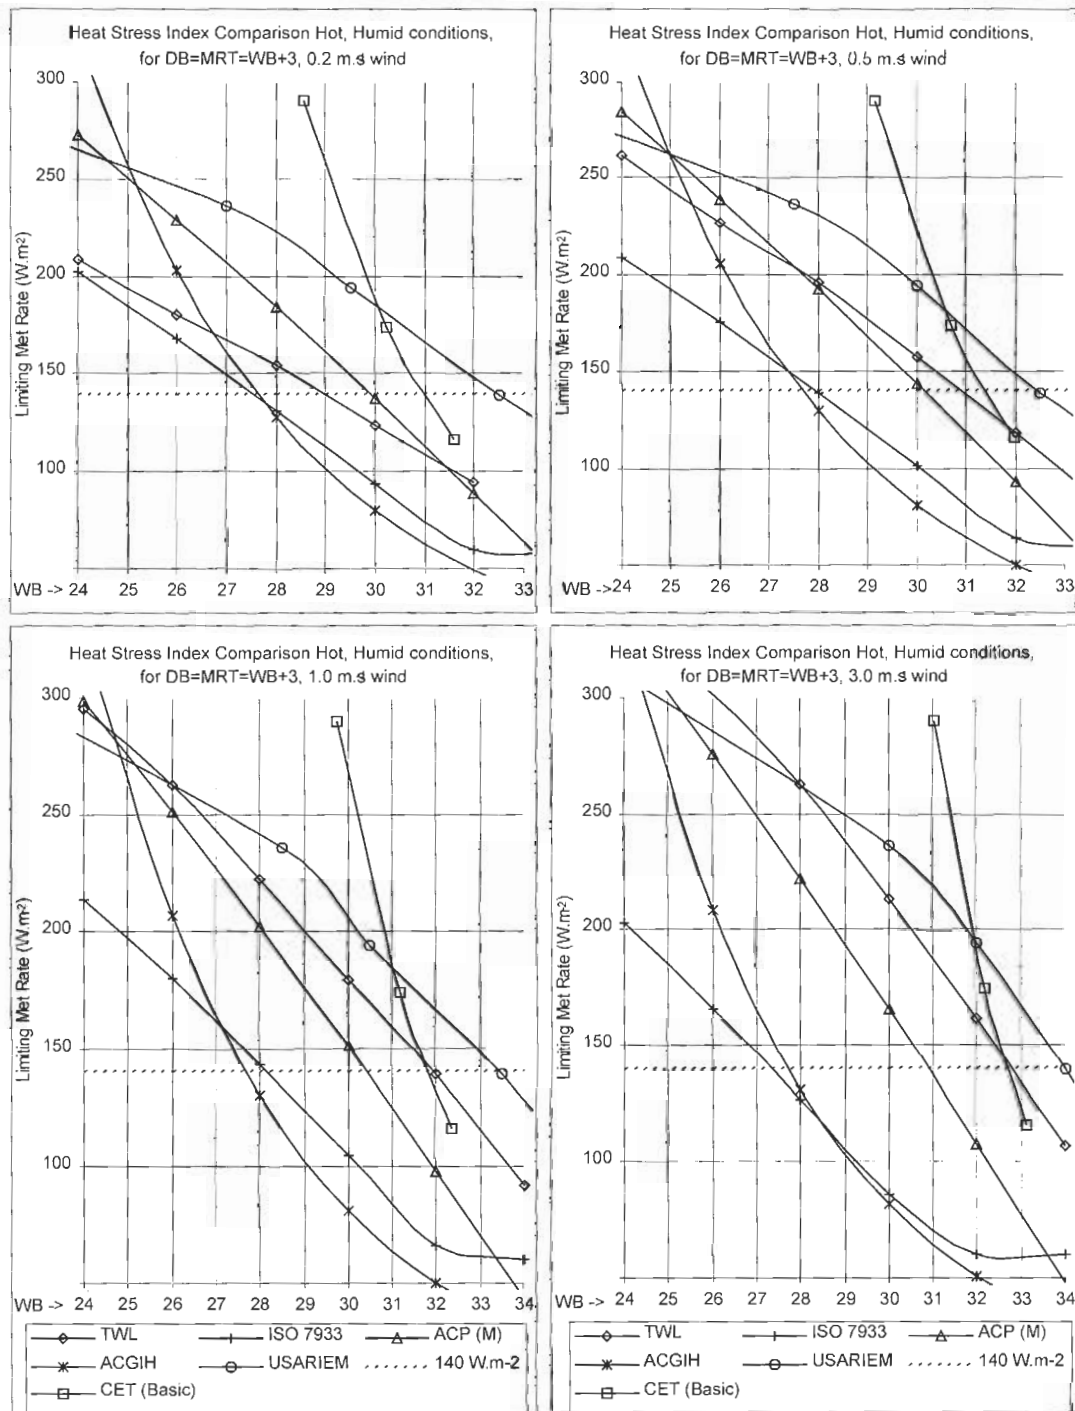 Heat Stress Index Comparison Hot, Humid conditions,
for DB=MRT=WB+3, 0.2 m.s wind
300
250
200
150
100
Limiting Met Rate (W.m-2)
WB -> 24 25 26 27 28 29 30 31 32 33
Heat Stress Index Comparison Hot, Humid conditions,
for DB=MRT=WB+3, 0.5 m.s wind
300
250
200
150
100
Limiting Met Rate (W.m-2)
WB -> 24 25 26 27 28 29 30 31 32 33
Heat Stress Index Comparison Hot, Humid conditions,
for DB=MRT=WB+3, 1.0 m.s wind
300
250
200
150
100
Limiting Met Rate (W.m-2)
WB -> 24 25 26 27 28 29 30 31 32 33 34
TWL ISO 7933 ACP (M)
ACGIH USARIEM 140 W.m-2
CET (Basic)
Heat Stress Index Comparison Hot, Humid conditions,
for DB=MRT=WB+3, 3.0 m.s wind
300
250
200
150
100
Limiting Met Rate (W.m-2)
WB -> 24 25 26 27 28 29 30 31 32 33 34
TWL ISO 7933 ACP (M)
ACGIH USARIEM 140 W.m-2
CET (Basic)